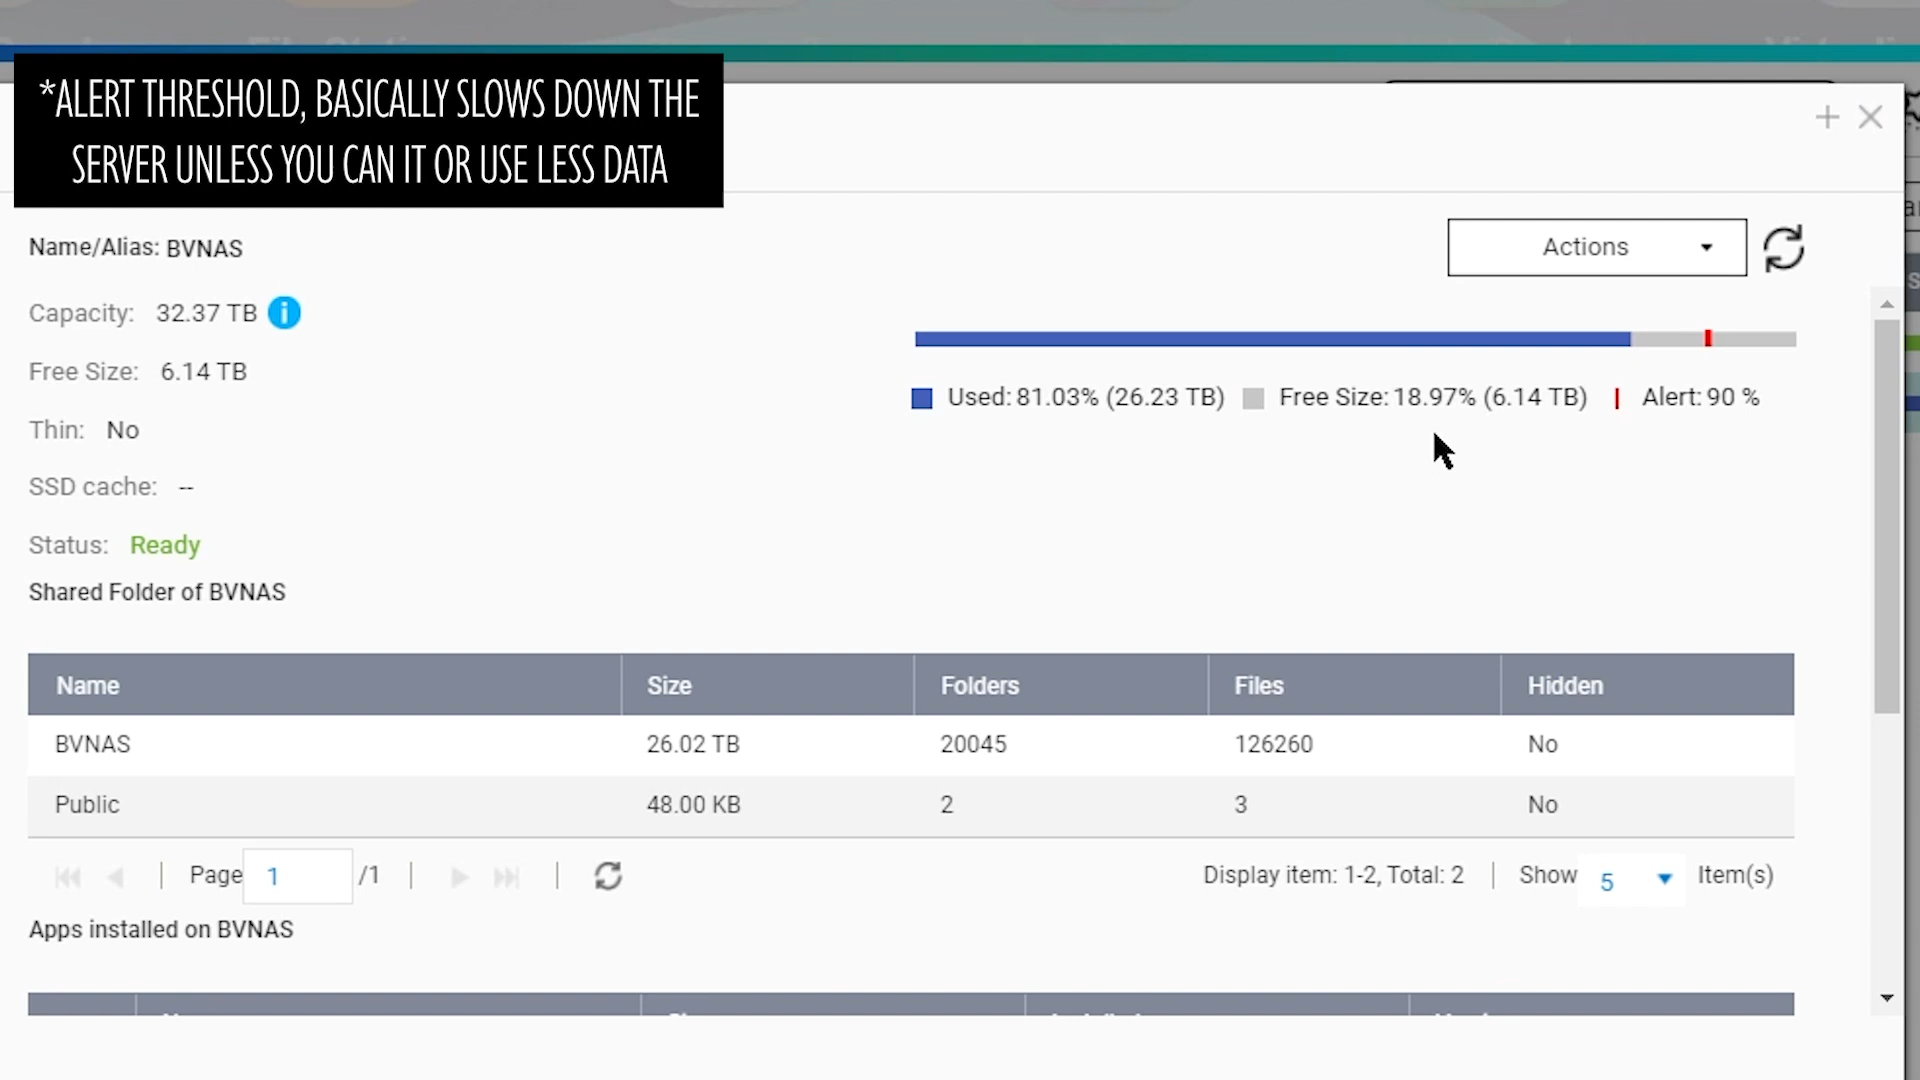 *ALERT THRESHOLD, BASICALLY SLOWS DOWN THE
SERVER UNLESS YOU CAN IT OR USE LESS DATA
Name/Alias: BVNAS
Actions
Capacity: 32.37 TB
Free Size: 6.14 TB
Used: 81.03% (26.23 TB) Free Size: 18.97% (6.14 TB) Alert: 90 %
Thin: No
SSD cache: --
Status: Ready
Shared Folder of BVNAS
Name Size Folders Files Hidden
BVNAS 26.02 TB 20045 126260 No
Public 48.00 KB 2 3 No
Page 1 /1 Display item: 1-2, Total: 2 Show 5 Item(s)
Apps installed on BVNAS